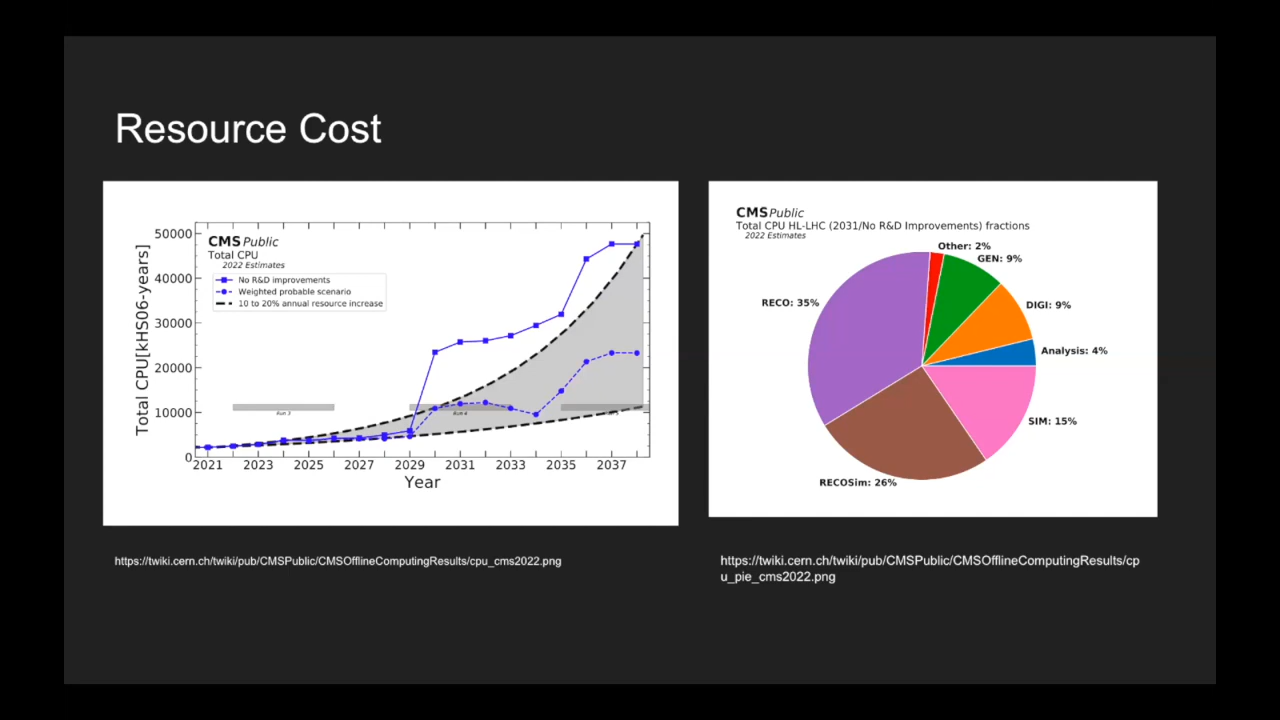 Resource Cost
CMS Public
Total CPU
2022 Estimates
No R&D improvements
Weighted probable scenario
10 to 20% annual resource increase
50000
40000
30000
20000
10000
0
Total CPU[kHS06-years]
Run 3
Run 4
2021 2023 2025 2027 2029 2031 2033 2035 2037
Year
https://twiki.cern.ch/twiki/pub/CMSPublic/CMSOfflineComputingResults/cpu_cms2022.png
CMS Public
Total CPU HL-LHC (2031/No R&D Improvements) fractions
2022 Estimates
Other: 2%
GEN: 9%
RECO: 35%
DIGI: 9%
Analysis: 4%
SIM: 15%
RECOSim: 26%
https://twiki.cern.ch/twiki/pub/CMSPublic/CMSOfflineComputingResults/cp
u_pie_cms2022.png